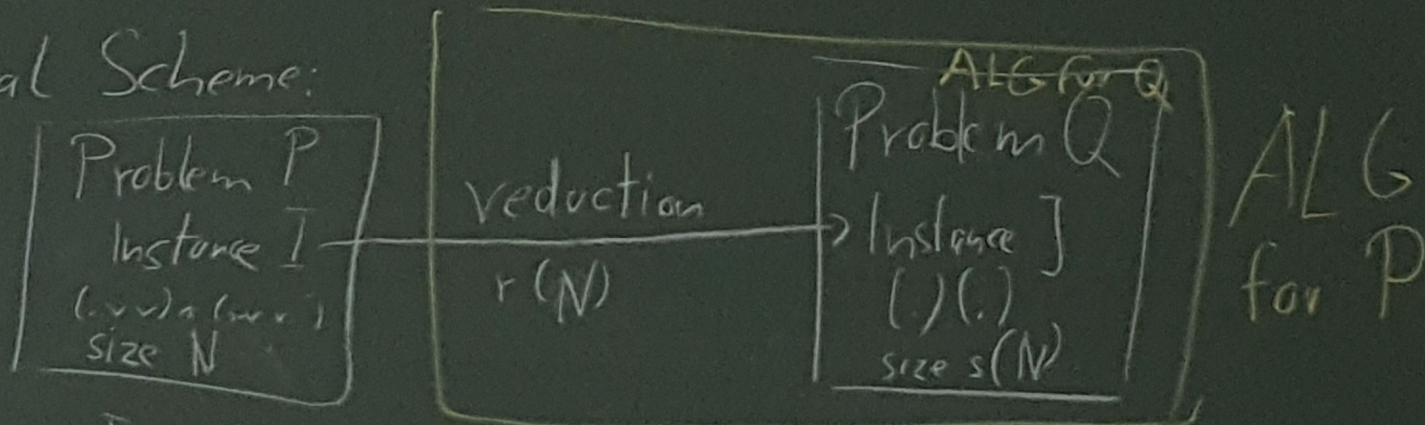 al Scheme:
Problem P
Instance I
size N
reduction
r(N)
ALG for Q
Problem Q
Instance J
(.)(.)
size s(N)
ALG
for P